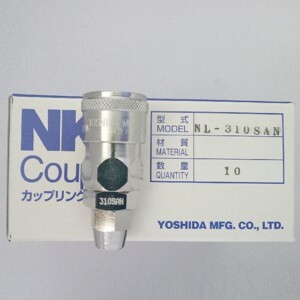 NK
Coup
カップリング
型式
MODEL NL-310SAN
材質
MATERIAL
数量
QUANTITY 10
YOSHIDA MFG. CO., LTD.
310SAN